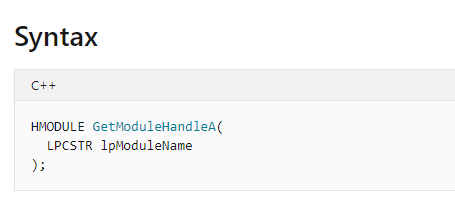 Syntax
C++
HMODULE GetModuleHandleA(
  LPCSTR lpModuleName
);